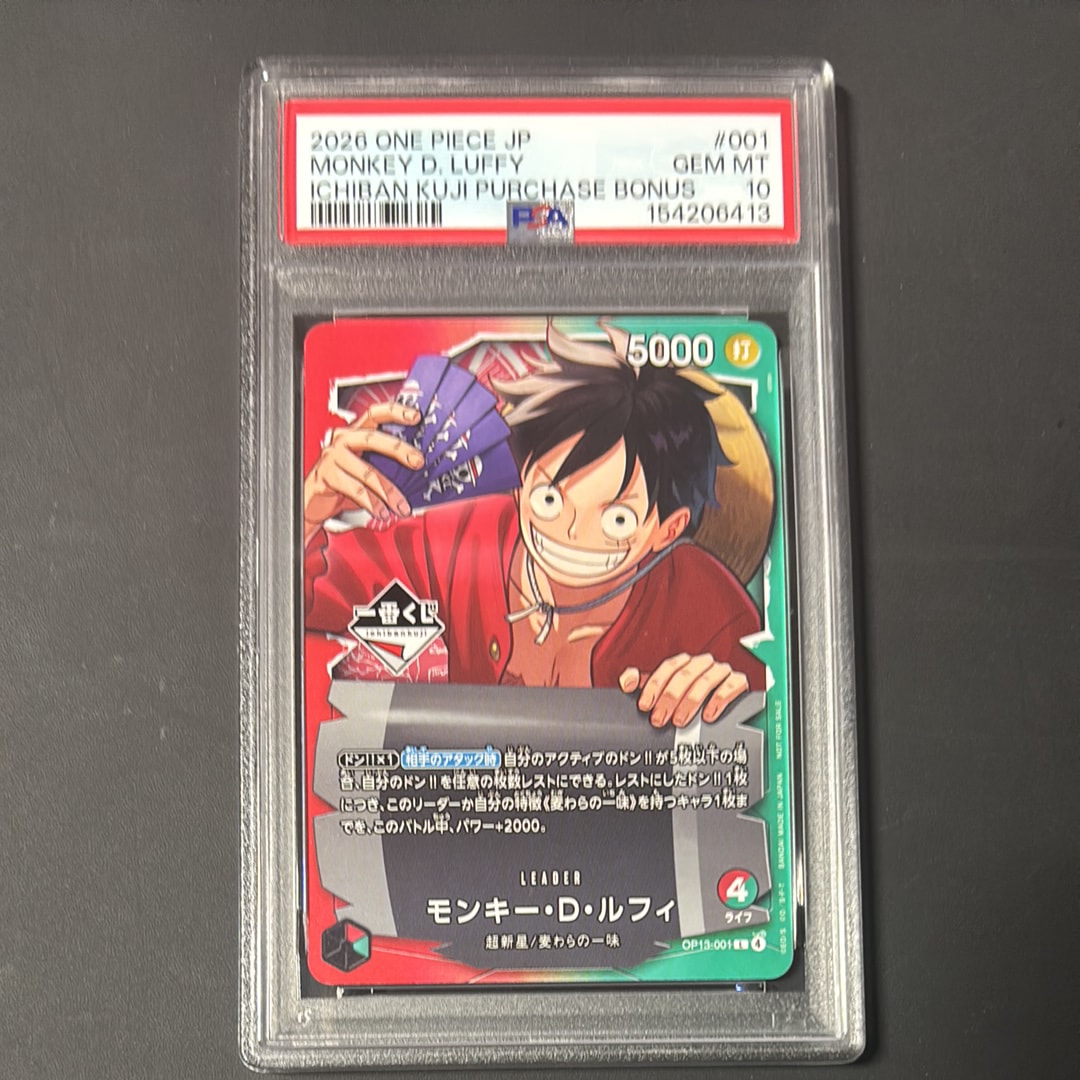 2026 ONE PIECE JP #001
MONKEY D. LUFFY GEM MT
ICHIBAN KUJI PURCHASE BONUS 10
PSA 154206413
5000 打
一番くじ
ichibankuji
ドン!!×1 相手のアタック時 自分のアクティブのドン!!が5枚以下の場
合、自分のドン!!を任意の枚数レストにできる。レストにしたドン!!1枚
につき、このリーダーか自分の特徴《麦わらの一味》を持つキャラ1枚ま
でを、このバトル中、パワー+2000。
LEADER
4
モンキー・D・ルフィ
ライフ
超新星/麦わらの一味
OP13-001 L 4
BANDAI MADE IN JAPAN NOT FOR SALE